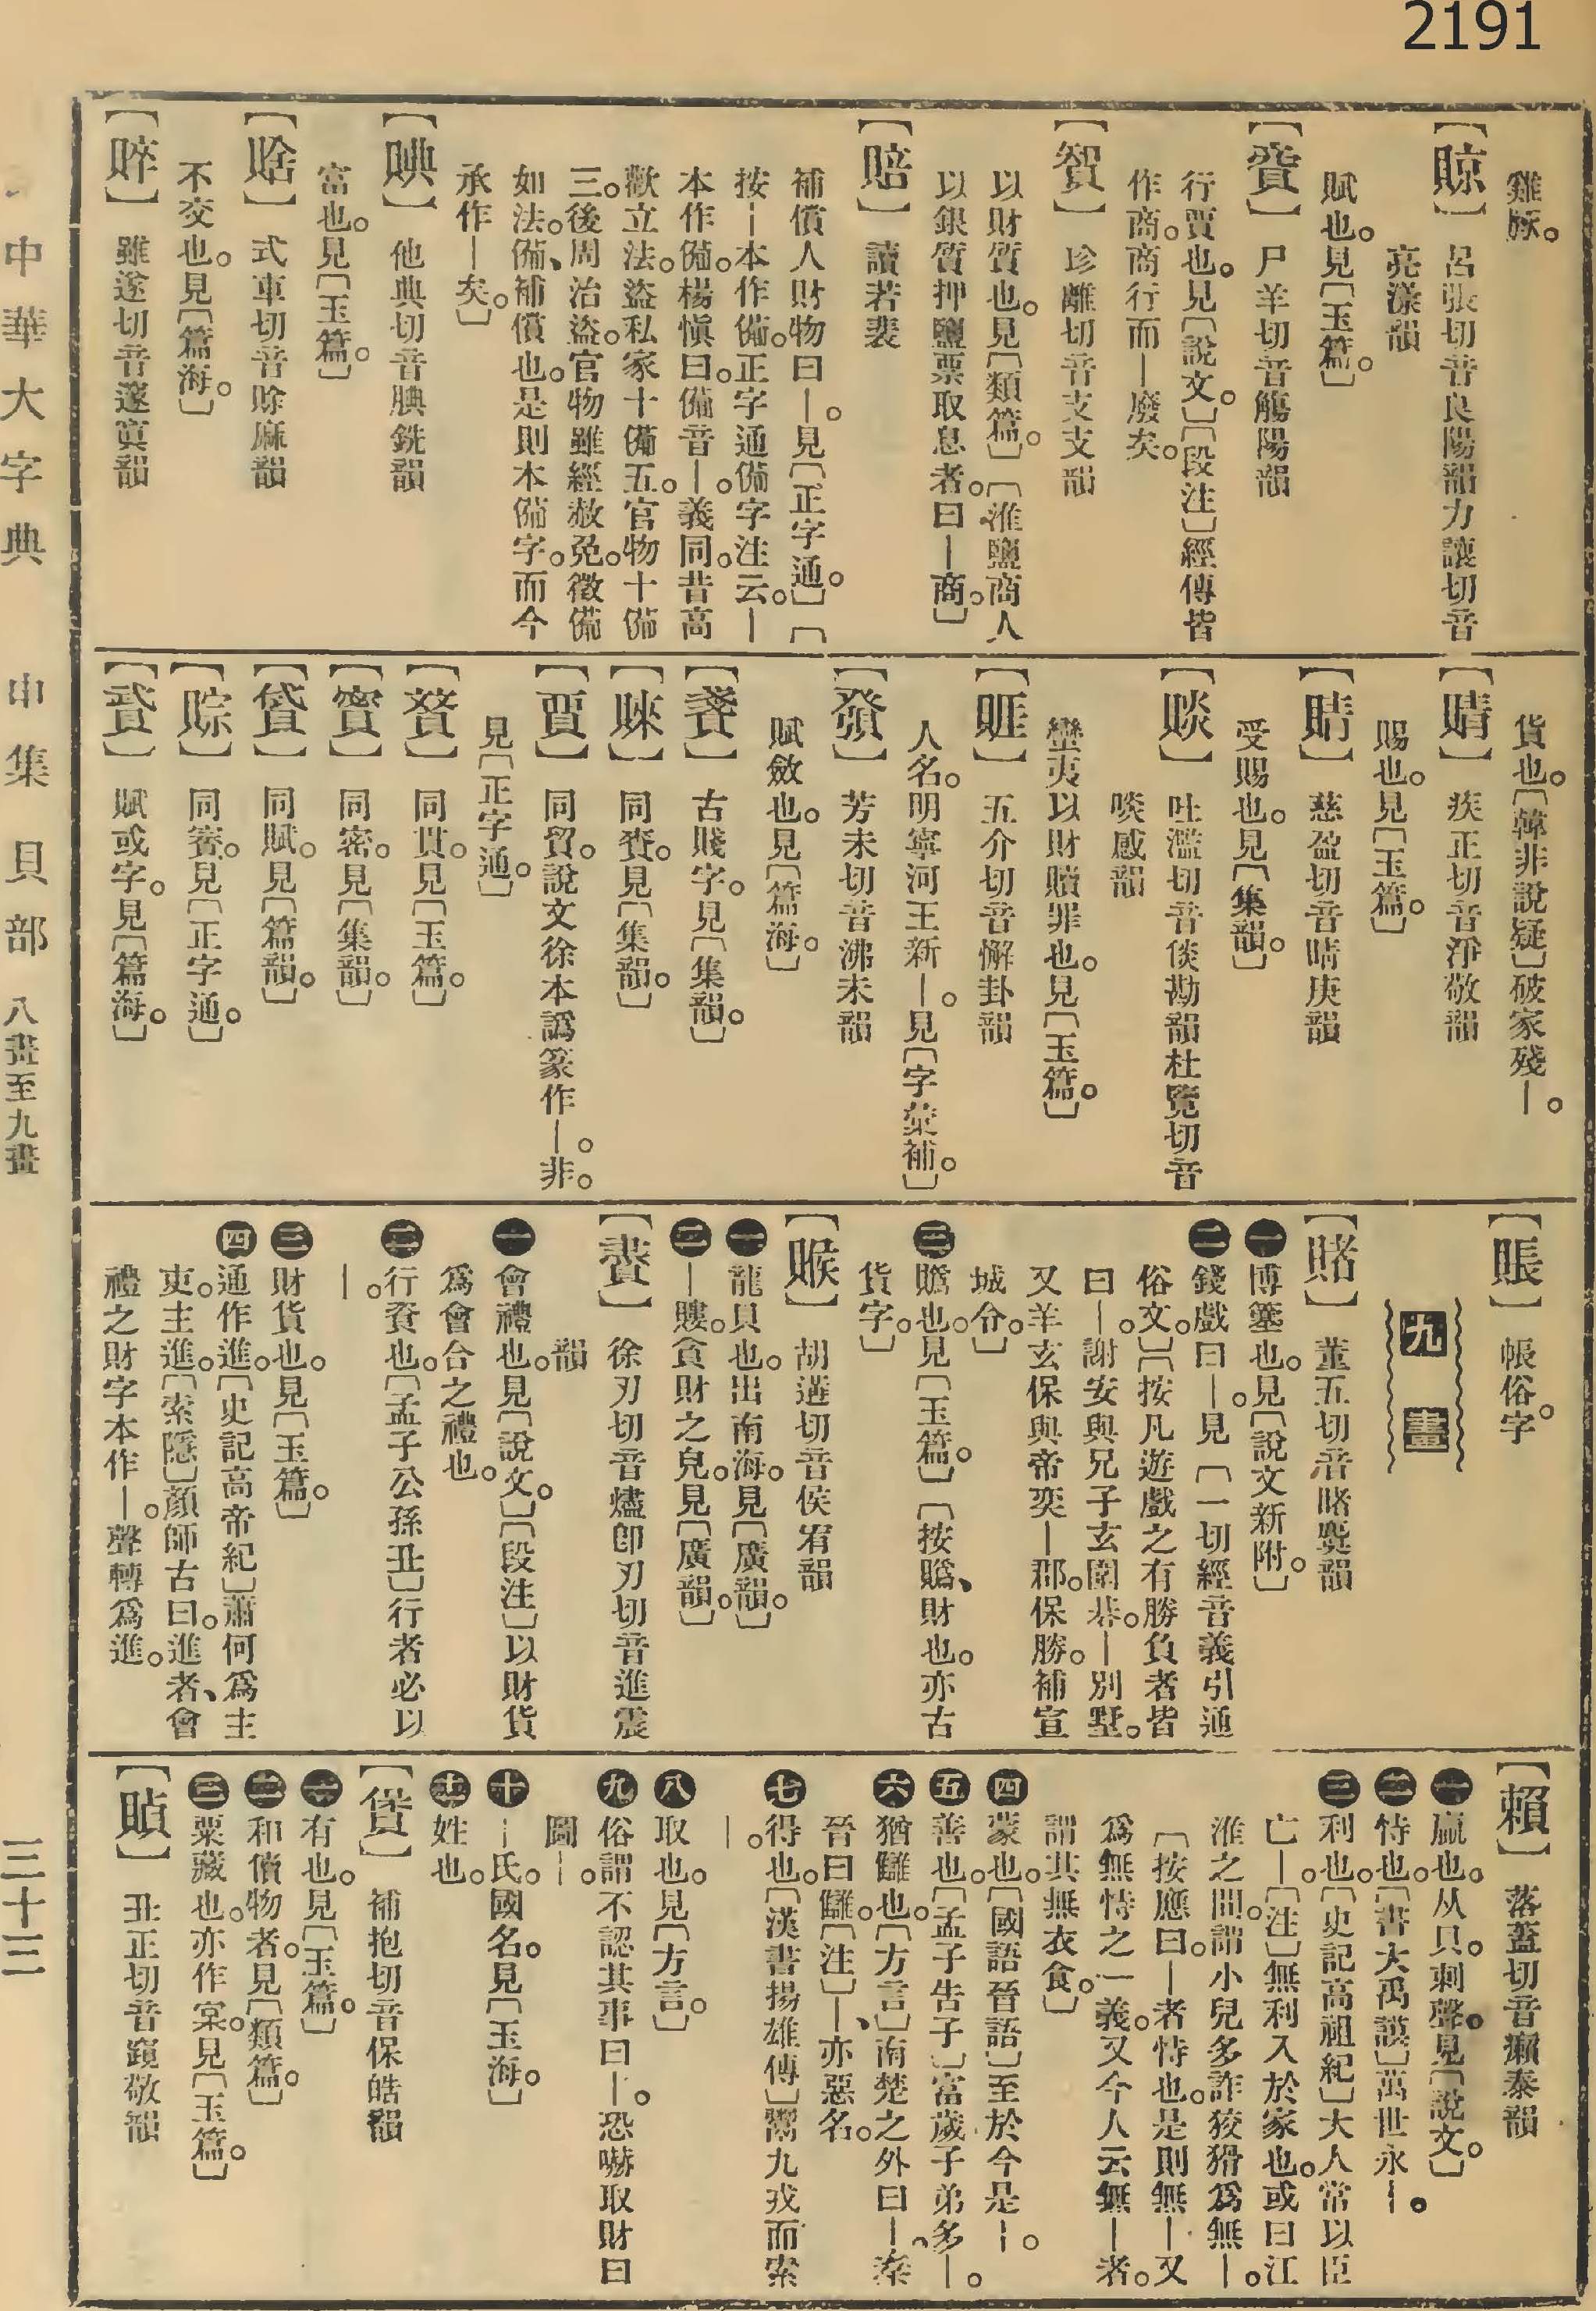 2191
雞豚。
【賾】呂張切音良陽韻力讓切音
亮漾韻
賦也。見〔玉篇。〕
【賷】尸羊切音觴陽韻
行賈也。見〔說文。〕〔段注〕經傳皆
作商。商行而—廢矣。
【賀】珍離切音支支韻
以財質也。見〔類篇。〕〔淮鹽商人
以銀質押鹽票取息者。曰—商。〕
【賠】讀若裴
補償人財物曰—。見〔正字通。〕〔
按—本作備。正字通備字注云。—
本作備。楊愼曰。備音—。義同。昔高
歡立法。盜私家十備五。官物十備
三。後周治盜。官物雖經赦免。徵備
如法。備、補償也。是則本備字。而今
承作—矣。〕
【賟】他典切音腆銑韻
富也。見〔玉篇。〕
【賒】式車切音賖麻韻
不交也。見〔篇海。〕
【賥】雖遂切音邃寘韻
貨也。〔韓非說疑〕破家殘—。
【婧】疾正切音淨敬韻
賜也。見〔玉篇。〕
【䝼】慈盈切音晴庚韻
受賜也。見〔集韻。〕
【賧】吐濫切音倓勘韻杜覽切音
啖感韻
蠻夷以財贖罪也。見〔玉篇。〕
【䝽】五介切音懈卦韻
人名。明寧河王新—。見〔字彙補。〕
芳未切音沸未韻
賦斂也。見〔篇海。〕
古賤字。見〔集韻。〕
【賚】同賚。見〔集韻。〕
【賈】同貿。說文徐本譌篆作—。非。
見〔正字通。〕
同貫。見〔玉篇。〕
同密。見〔集韻。〕
同賦。見〔篇韻。〕
【賩】同賨。見〔正字通。〕
賦或字。見〔篇海。〕
【賬】帳俗字。
九畫
【賭】董五切音睹麌韻
一 博簺也。見〔說文新附。〕
二 錢戲曰—。見〔一切經音義引通
俗文。〕〔按凡遊戲之有勝負者皆
曰—。謝安與兄子玄圍棊。—別墅。
又羊玄保與帝奕—郡。保勝。補宣
城守。〕
三 賹也。見〔玉篇。〕〔按賹、財也。亦古
貨字。〕
【䞀】胡遘切音侯宥韻
一 龍貝也。出南海。見〔廣韻。〕
二 —䝏。貪財之皃。見〔廣韻。〕
【賮】徐刃切音燼卽刃切音進震
韻
一 會禮也。見〔說文。〕〔段注〕以財貨
爲會合之禮也。
二 行賮也。〔孟子公孫丑〕行者必以
—。
三 財貨也。見〔玉篇。〕
四 通作進。〔史記高帝紀〕蕭何爲主
吏。主進。〔索隱〕顏師古曰。進者、會
禮之財字本作—。聲轉爲進。
【賴】落蓋切音癩泰韻
一 贏也。从貝。剌聲。見〔說文。〕
二 恃也。〔書大禹謨〕萬世永—。
三 利也。〔史記高祖紀〕大人常以臣
亡—。〔注〕無利入於家也。或曰江
淮之間。謂小兒多詐狡猾爲無—。
〔按應曰。—者恃也。是則無—又
爲無恃之一義。又今人云無—者。
謂其無衣食。〕
四 蒙也。〔國語晉語〕至於今是—。
五 善也。〔孟子告子〕富歲子弟多—。
六 猶讎也。〔方言〕南楚之外曰—。秦
晉曰讎。〔注〕—、亦惡名。
七 得也。〔漢書揚雄傳〕鬻九戎而索
—。
八 取也。見〔方言。〕
九 俗謂不認其事曰—。恐嚇取財曰
圖—。
十 —氏。國名。見〔玉海。〕
十一 姓也。
【賲】補抱切音保皓韻
一 有也。見〔玉篇。〕
二 和償物者。見〔類篇。〕
三 粟藏也。亦作宲。見〔玉篇。〕
丑正切音䞓敬韻
中華大字典 申集 貝部 八畫至九畫 三十三